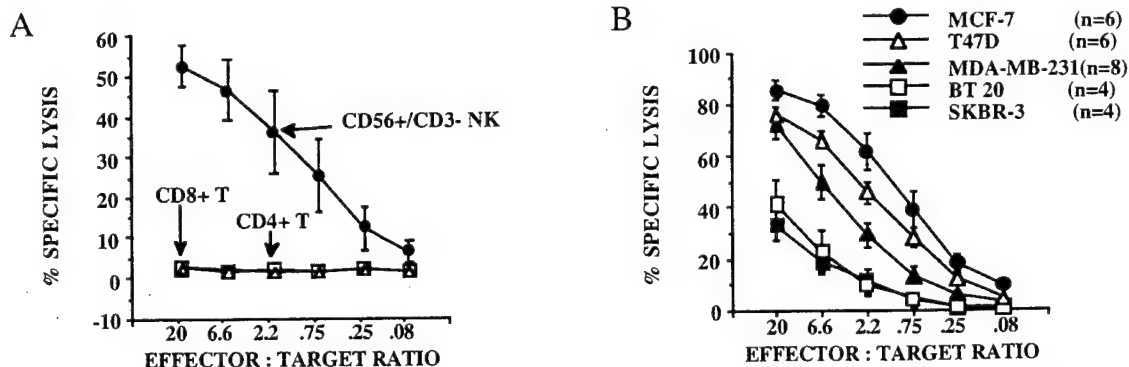 A
60
50
40
30
20
10
0
-10
% SPECIFIC LYSIS
CD56+/CD3- NK
CD8+ T
CD4+ T
20 6.6 2.2 .75 .25 .08
EFFECTOR : TARGET RATIO
B
MCF-7 (n=6)
T47D (n=6)
MDA-MB-231(n=8)
BT 20 (n=4)
SKBR-3 (n=4)
100
80
60
40
20
0
% SPECIFIC LYSIS
20 6.6 2.2 .75 .25 .08
EFFECTOR : TARGET RATIO